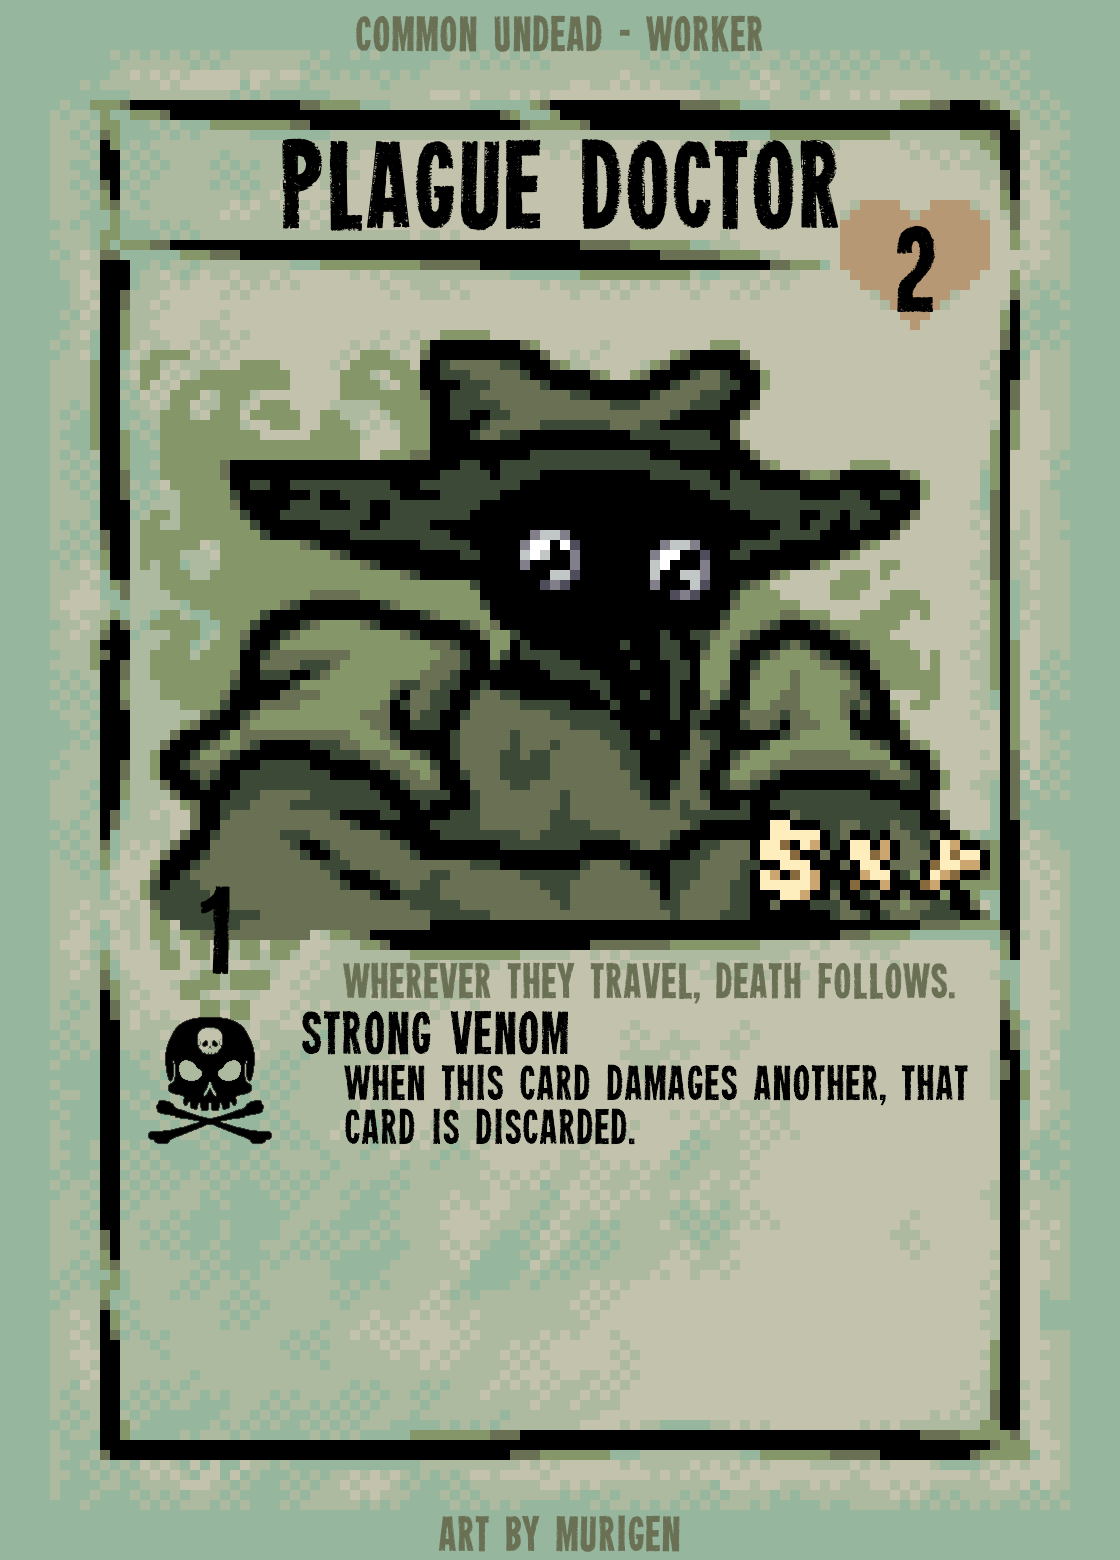 COMMON UNDEAD - WORKER
PLAGUE DOCTOR
2
S X Y
1
WHEREVER THEY TRAVEL, DEATH FOLLOWS.
STRONG VENOM
WHEN THIS CARD DAMAGES ANOTHER, THAT
CARD IS DISCARDED.
ART BY MURIGEN